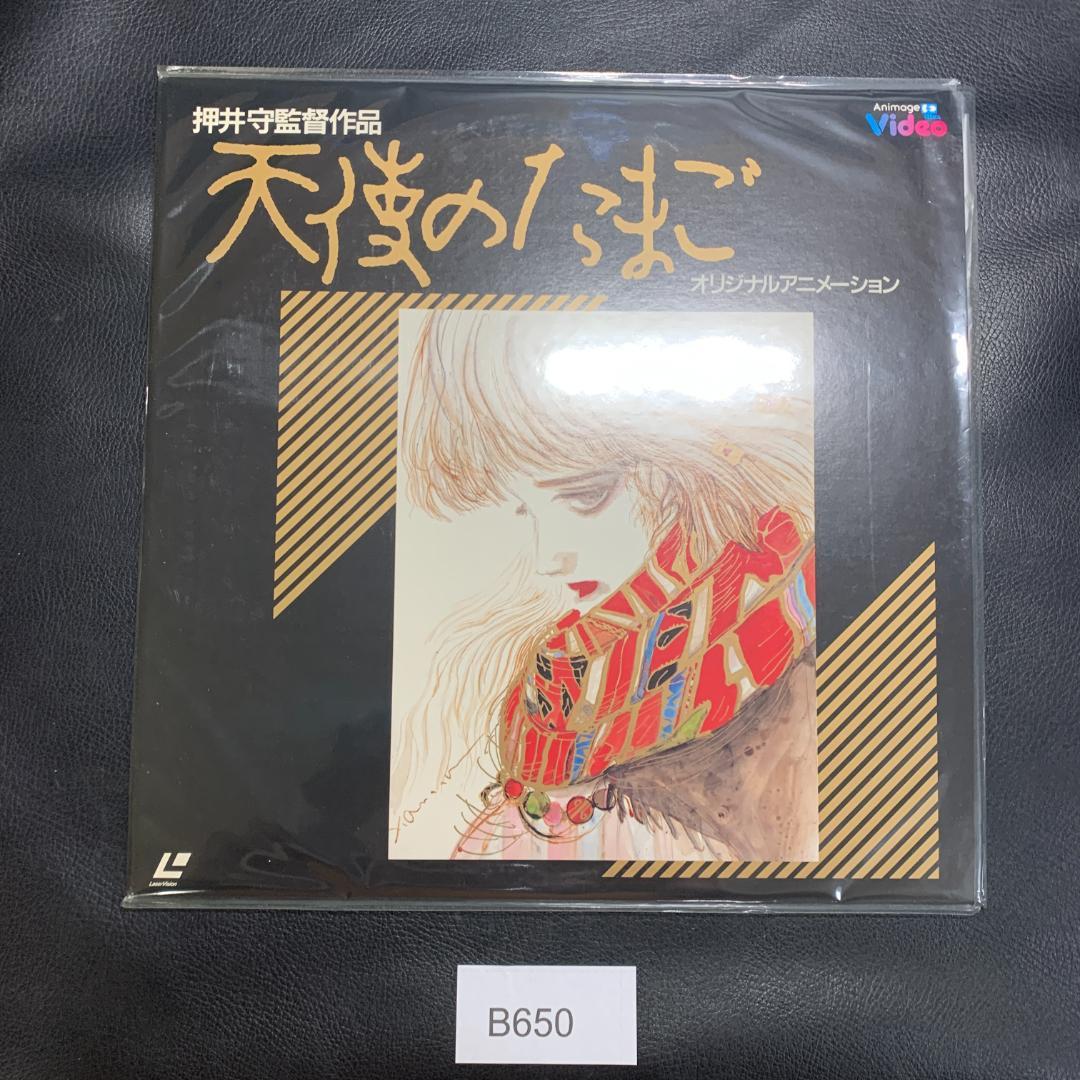 押井守監督作品
Animage
Video
天使のたまご
オリジナルアニメーション
LaserVision
B650